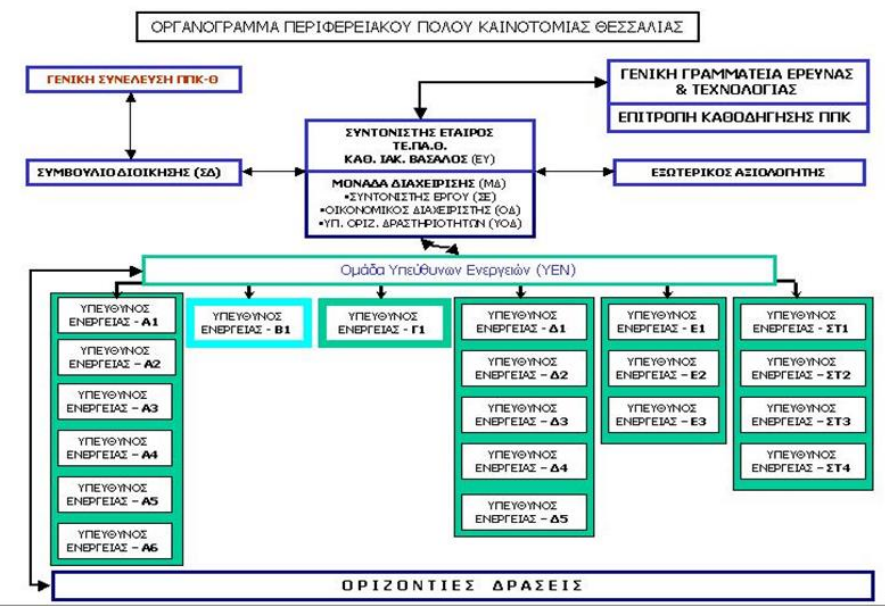 ΟΡΓΑΝΟΓΡΑΜΜΑ ΠΕΡΙΦΕΡΕΙΑΚΟΥ ΠΟΛΟΥ ΚΑΙΝΟΤΟΜΙΑΣ ΘΕΣΣΑΛΙΑΣ
ΓΕΝΙΚΗ ΣΥΝΕΛΕΥΣΗ ΠΠΚ-Θ
ΓΕΝΙΚΗ ΓΡΑΜΜΑΤΕΙΑ ΕΡΕΥΝΑΣ
& ΤΕΧΝΟΛΟΓΙΑΣ
ΕΠΙΤΡΟΠΗ ΚΑΘΟΔΗΓΗΣΗΣ ΠΠΚ
ΣΥΝΤΟΝΙΣΤΗΣ ΕΤΑΙΡΟΣ
ΤΕ.ΠΑ.Θ.
ΚΑΘ. ΙΑΚ. ΒΑΣΑΛΟΣ (ΕΥ)
ΣΥΜΒΟΥΛΙΟ ΔΙΟΙΚΗΣΗΣ (ΣΔ)
ΜΟΝΑΔΑ ΔΙΑΧΕΙΡΙΣΗΣ (ΜΔ)
•ΣΥΝΤΟΝΙΣΤΗΣ ΕΡΓΟΥ (ΣΕ)
•ΟΙΚΟΝΟΜΙΚΟΣ ΔΙΑΧΕΙΡΙΣΤΗΣ (ΟΔ)
•ΥΠ. ΟΡΙΖ. ΔΡΑΣΤΗΡΙΟΤΗΤΩΝ (ΥΟΔ)
ΕΞΩΤΕΡΙΚΟΣ ΑΞΙΟΛΟΓΗΤΗΣ
Ομάδα Υπεύθυνων Ενεργειών (ΥΕΝ)
ΥΠΕΥΘΥΝΟΣ
ΕΝΕΡΓΕΙΑΣ - Α1
ΥΠΕΥΘΥΝΟΣ
ΕΝΕΡΓΕΙΑΣ – Α2
ΥΠΕΥΘΥΝΟΣ
ΕΝΕΡΓΕΙΑΣ – Α3
ΥΠΕΥΘΥΝΟΣ
ΕΝΕΡΓΕΙΑΣ – Α4
ΥΠΕΥΘΥΝΟΣ
ΕΝΕΡΓΕΙΑΣ – Α5
ΥΠΕΥΘΥΝΟΣ
ΕΝΕΡΓΕΙΑΣ – Α6
ΥΠΕΥΘΥΝΟΣ
ΕΝΕΡΓΕΙΑΣ - Β1
ΥΠΕΥΘΥΝΟΣ
ΕΝΕΡΓΕΙΑΣ - Γ1
ΥΠΕΥΘΥΝΟΣ
ΕΝΕΡΓΕΙΑΣ - Δ1
ΥΠΕΥΘΥΝΟΣ
ΕΝΕΡΓΕΙΑΣ – Δ2
ΥΠΕΥΘΥΝΟΣ
ΕΝΕΡΓΕΙΑΣ – Δ3
ΥΠΕΥΘΥΝΟΣ
ΕΝΕΡΓΕΙΑΣ – Δ4
ΥΠΕΥΘΥΝΟΣ
ΕΝΕΡΓΕΙΑΣ – Δ5
ΥΠΕΥΘΥΝΟΣ
ΕΝΕΡΓΕΙΑΣ - Ε1
ΥΠΕΥΘΥΝΟΣ
ΕΝΕΡΓΕΙΑΣ – Ε2
ΥΠΕΥΘΥΝΟΣ
ΕΝΕΡΓΕΙΑΣ – Ε3
ΥΠΕΥΘΥΝΟΣ
ΕΝΕΡΓΕΙΑΣ - ΣΤ1
ΥΠΕΥΘΥΝΟΣ
ΕΝΕΡΓΕΙΑΣ – ΣΤ2
ΥΠΕΥΘΥΝΟΣ
ΕΝΕΡΓΕΙΑΣ – ΣΤ3
ΥΠΕΥΘΥΝΟΣ
ΕΝΕΡΓΕΙΑΣ – ΣΤ4
ΟΡΙΖΟΝΤΙΕΣ ΔΡΑΣΕΙΣ